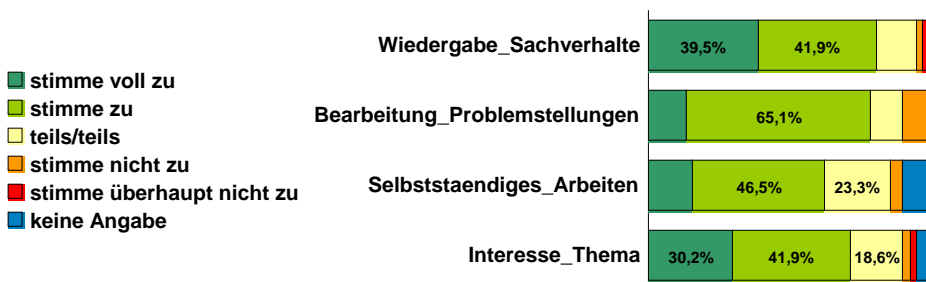 stimme voll zu
stimme zu
teils/teils
stimme nicht zu
stimme überhaupt nicht zu
keine Angabe
Wiedergabe_Sachverhalte
39,5% 41,9%
Bearbeitung_Problemstellungen
65,1%
Selbststaendiges_Arbeiten
46,5% 23,3%
Interesse_Thema
30,2% 41,9% 18,6%